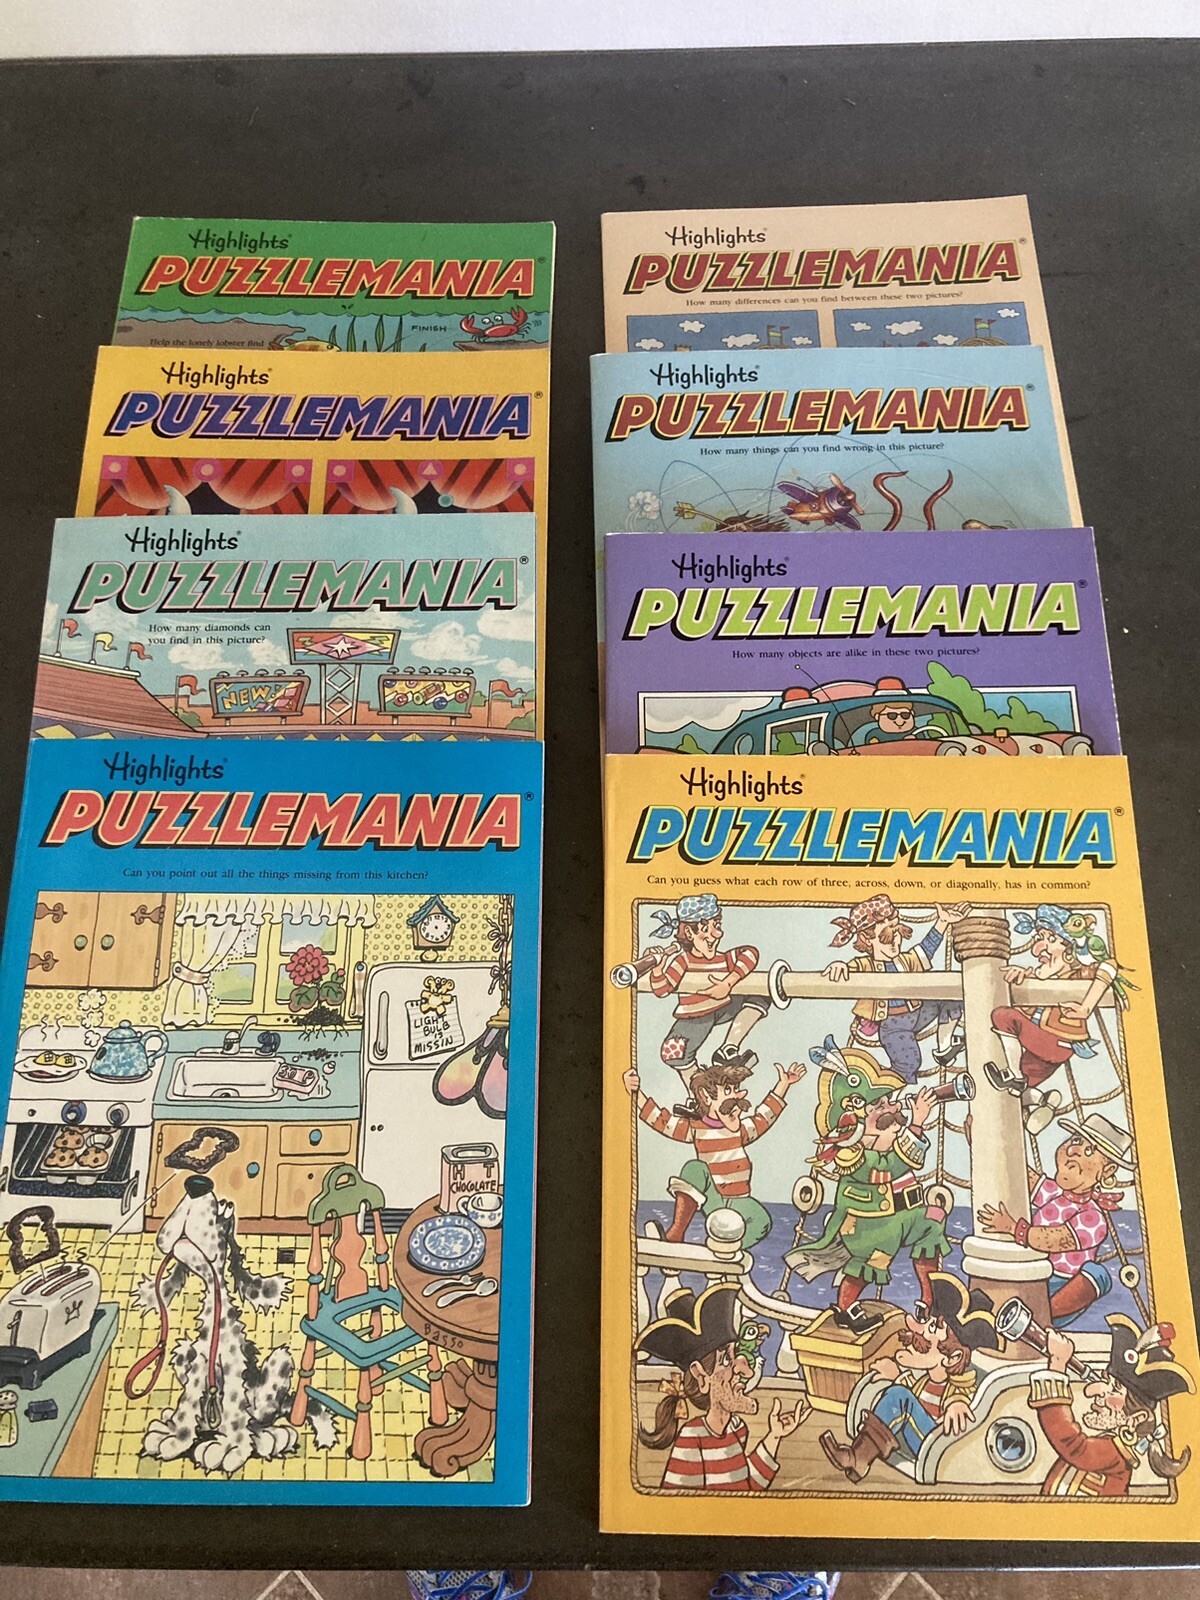 Highlights®
PUZZLEMANIA®
FINISH
Help the lonely lobster find
Highlights®
PUZZLEMANIA®
Highlights®
PUZZLEMANIA®
How many diamonds can
you find in this picture?
NEW
Highlights®
PUZZLEMANIA®
Can you point out all the things missing from this kitchen?
LIGHT
BULB
IS
MISSIN
H T
CHOCOLATE
Basso
Highlights®
PUZZLEMANIA®
How many differences can you find between these two pictures?
Highlights®
PUZZLEMANIA®
How many things can you find wrong in this picture?
Highlights®
PUZZLEMANIA®
How many objects are alike in these two pictures?
Highlights®
PUZZLEMANIA®
Can you guess what each row of three, across, down, or diagonally, has in common?